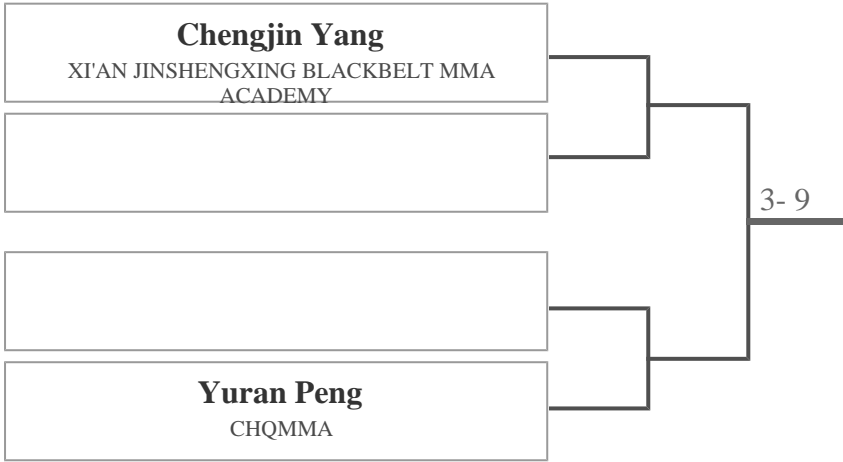 Chengjin Yang
XI'AN JINSHENGXING BLACKBELT MMA
ACADEMY
3- 9
Yuran Peng
CHQMMA